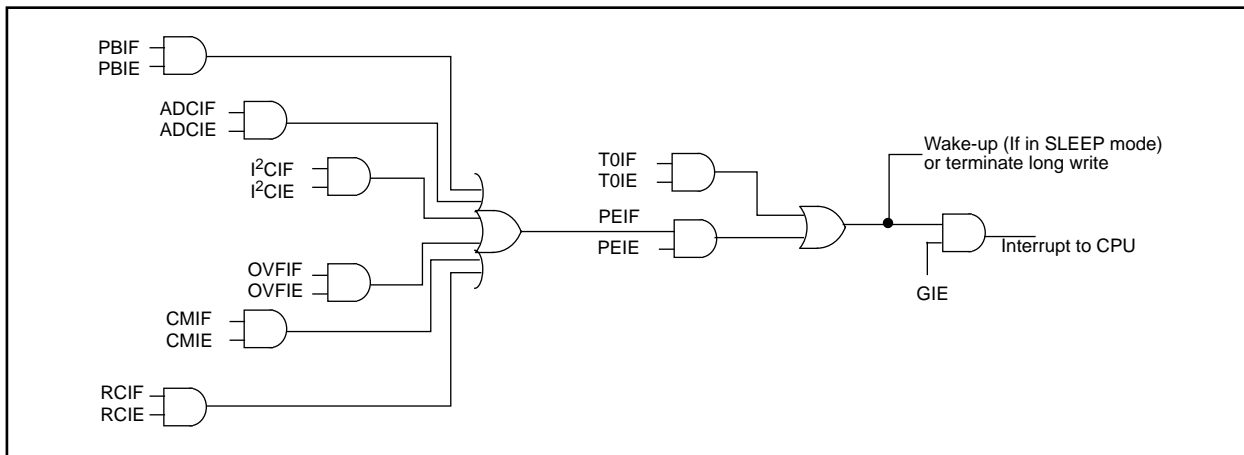 PBIF
PBIE
ADCIF
ADCIE
I²CIF
I²CIE
OVFIF
OVFIE
CMIF
CMIE
RCIF
RCIE
T0IF
T0IE
PEIF
PEIE
Wake-up (If in SLEEP mode)
or terminate long write
Interrupt to CPU
GIE